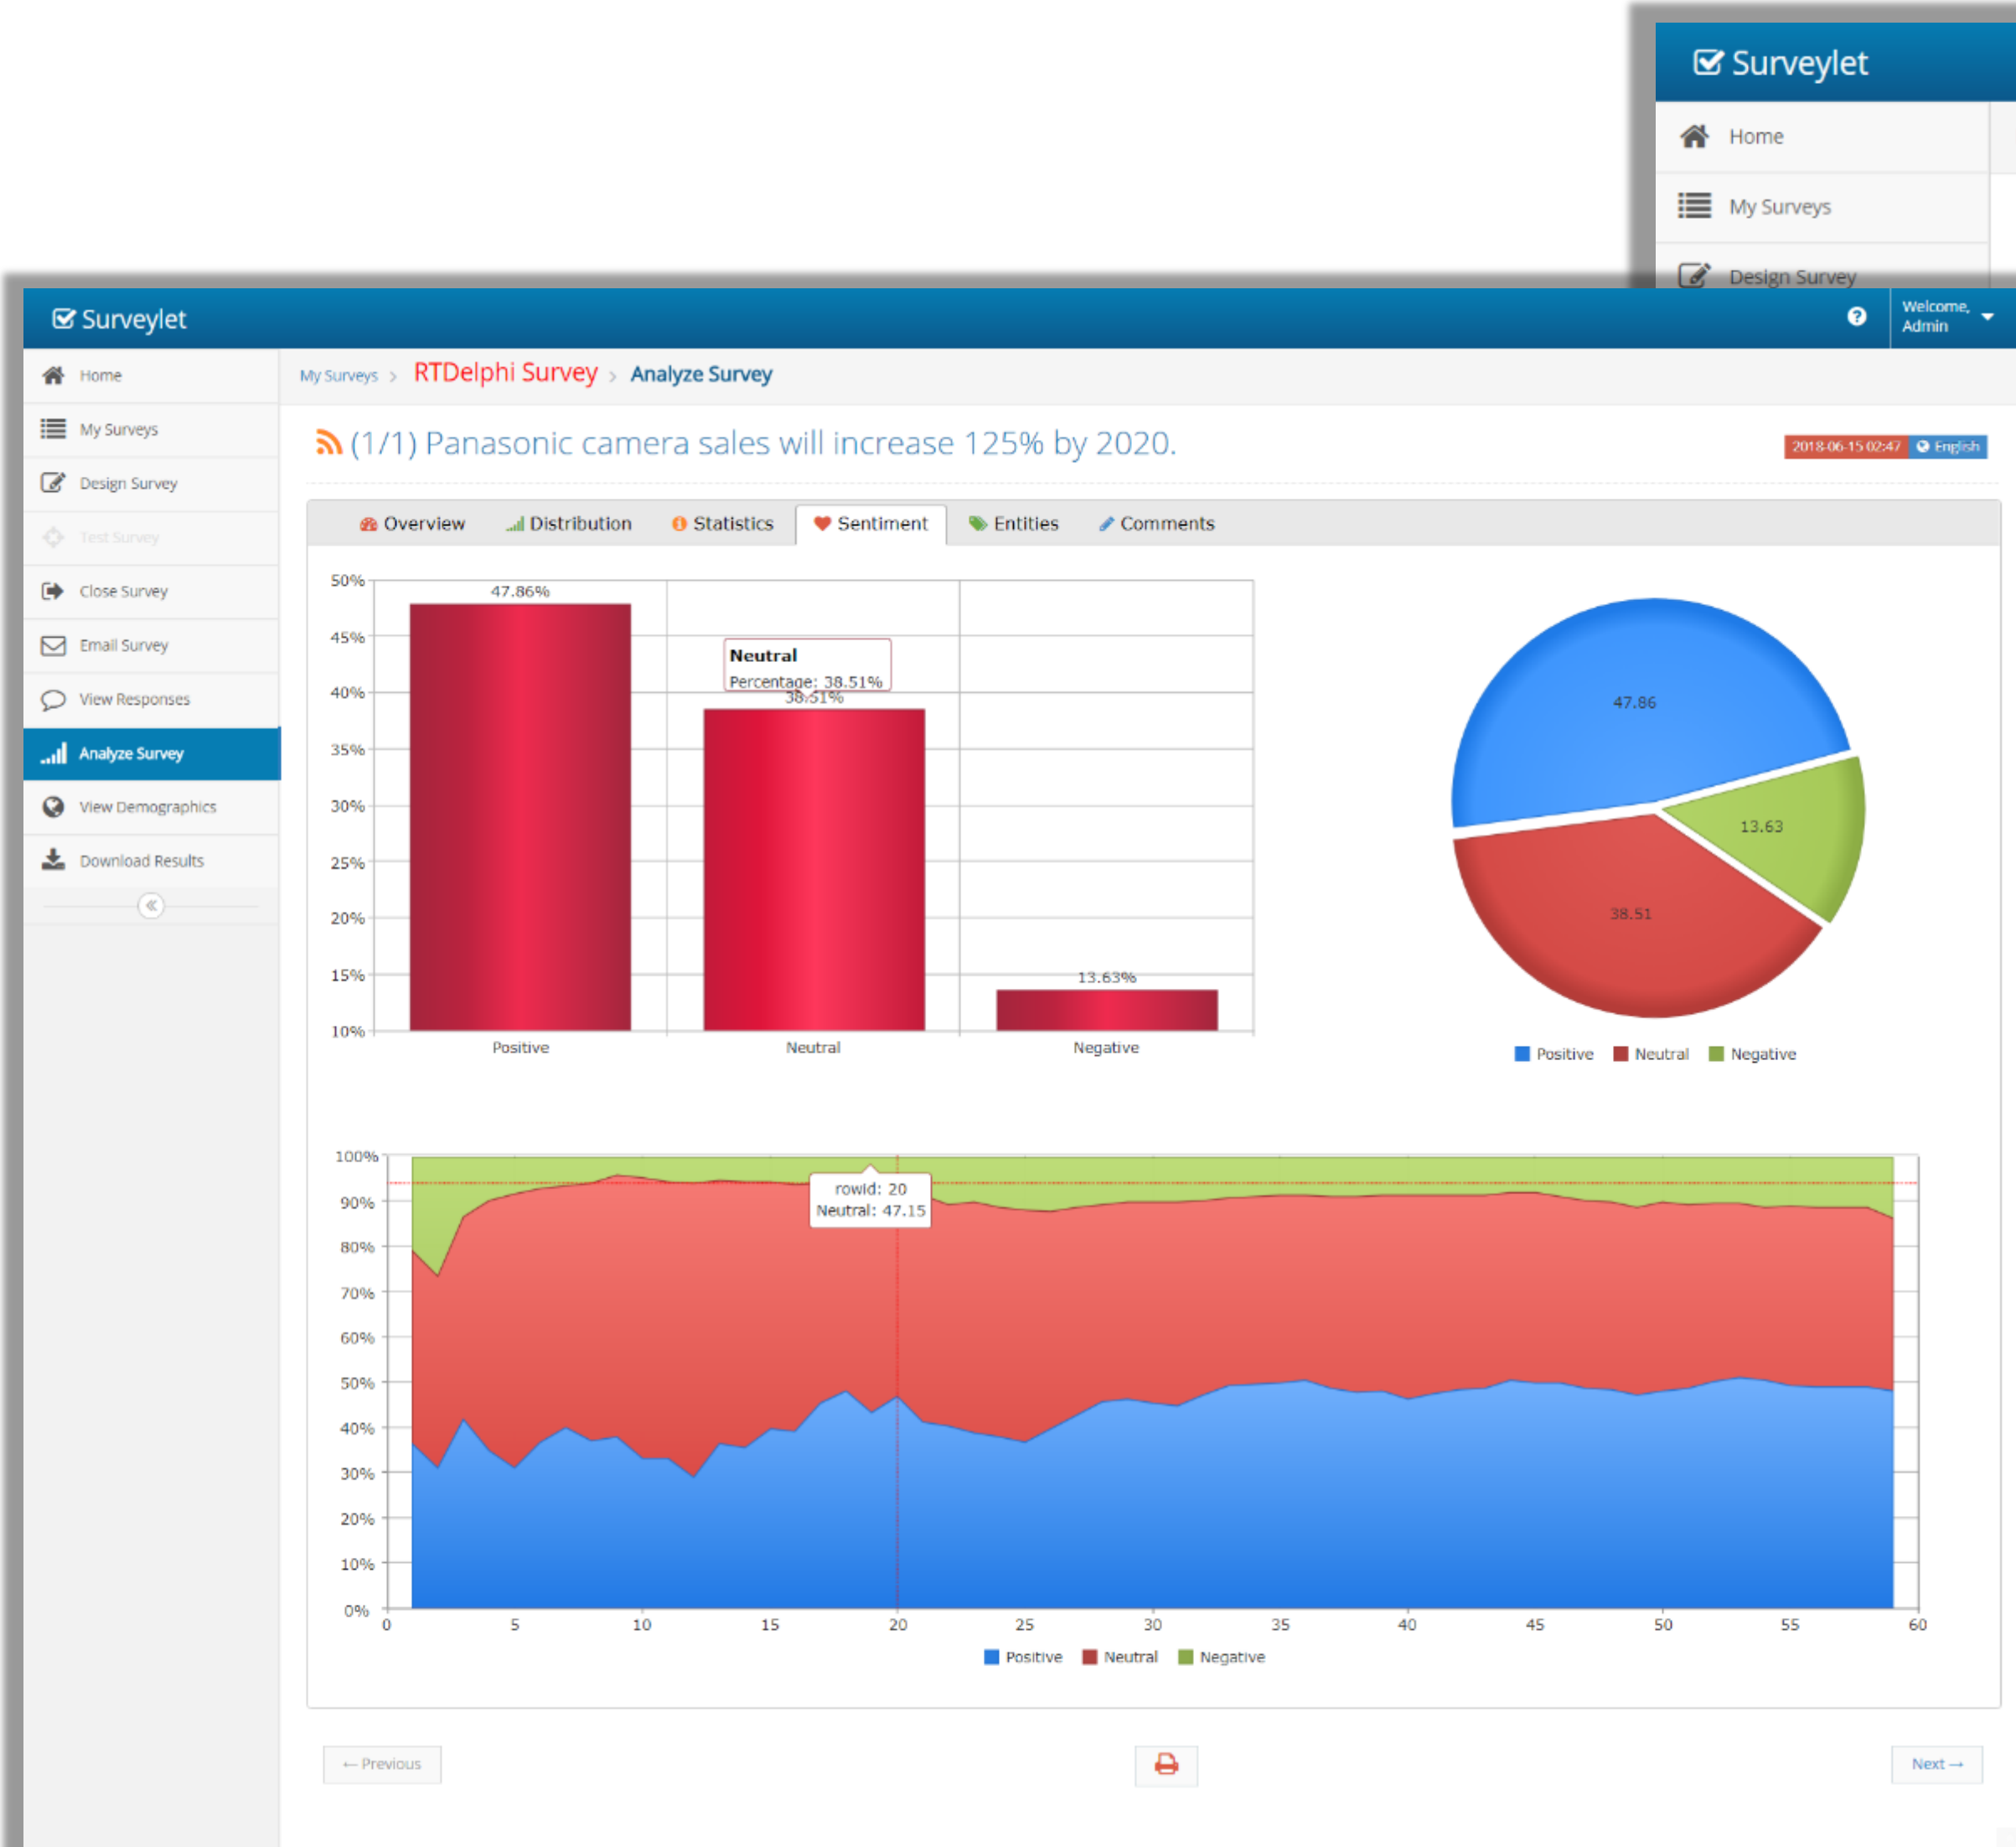 Surveylet
Home
My Surveys
Design Survey
Surveylet
Welcome,
Admin
Home
My Surveys
Design Survey
Test Survey
Close Survey
Email Survey
View Responses
Analyze Survey
View Demographics
Download Results
My Surveys > RTDelphi Survey > Analyze Survey
(1/1) Panasonic camera sales will increase 125% by 2020.
2018-06-15 02:47 English
Overview Distribution Statistics Sentiment Entities Comments
50%
45%
40%
35%
30%
25%
20%
15%
10%
47.86%
Neutral
Percentage: 38.51%
38.51%
13.63%
Positive Neutral Negative
47.86
13.63
38.51
Positive Neutral Negative
100%
90%
80%
70%
60%
50%
40%
30%
20%
10%
0%
rowid: 20
Neutral: 47.15
0 5 10 15 20 25 30 35 40 45 50 55 60
Positive Neutral Negative
← Previous
Next →